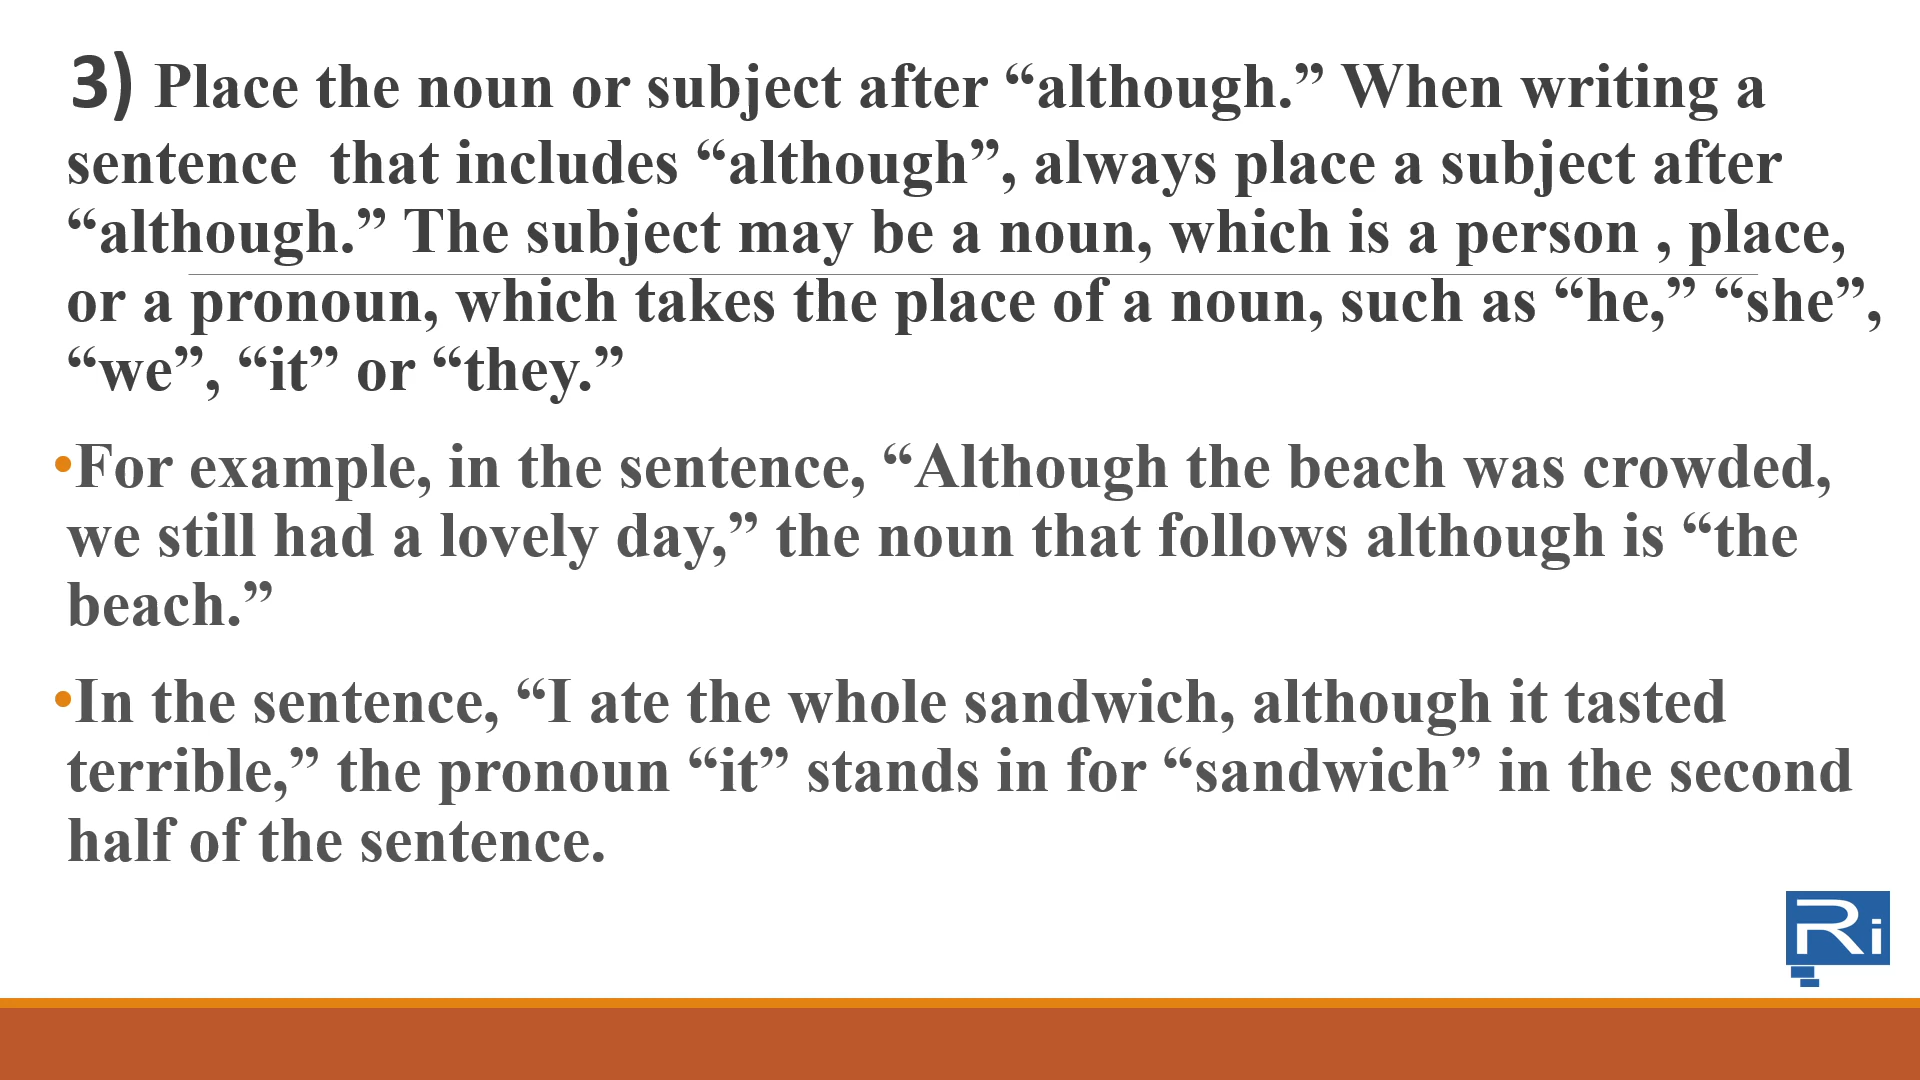 3) Place the noun or subject after “although.” When writing a
sentence  that includes “although”, always place a subject after
“although.” The subject may be a noun, which is a person , place,
or a pronoun, which takes the place of a noun, such as “he,” “she”,
“we”, “it” or “they.”
•For example, in the sentence, “Although the beach was crowded,
we still had a lovely day,” the noun that follows although is “the
beach.”
•In the sentence, “I ate the whole sandwich, although it tasted
terrible,” the pronoun “it” stands in for “sandwich” in the second
half of the sentence.
Ri